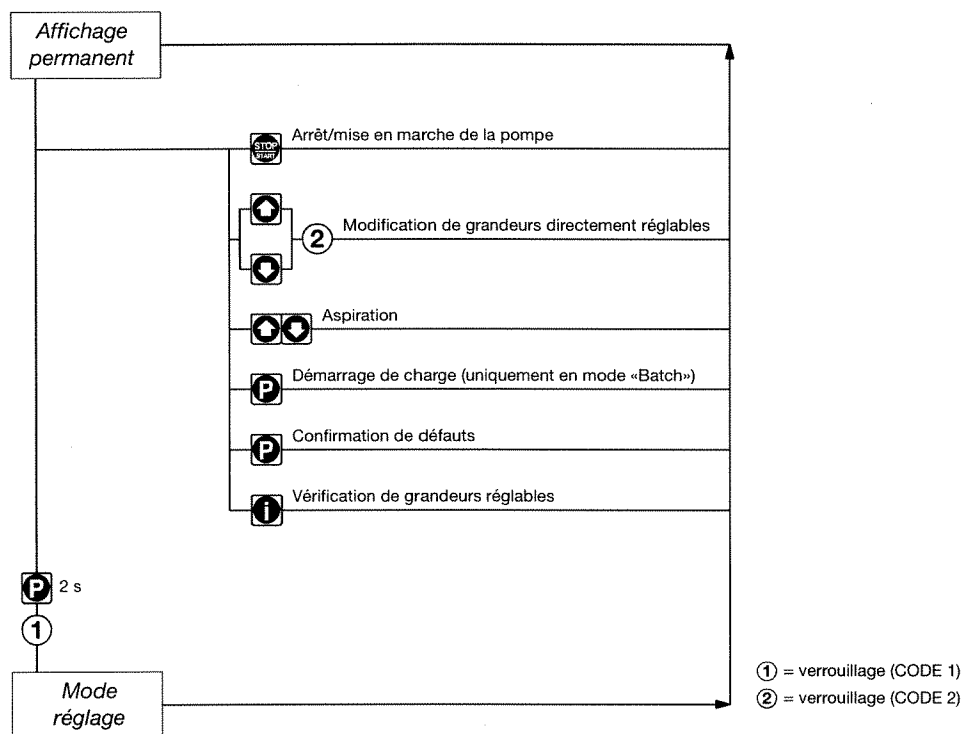 Affichage
permanent
STOP
START
Arrêt/mise en marche de la pompe
2
Modification de grandeurs directement réglables
Aspiration
P
Démarrage de charge (uniquement en mode «Batch»)
P
Confirmation de défauts
i
Vérification de grandeurs réglables
P 2 s
1
Mode
réglage
1 = verrouillage (CODE 1)
2 = verrouillage (CODE 2)